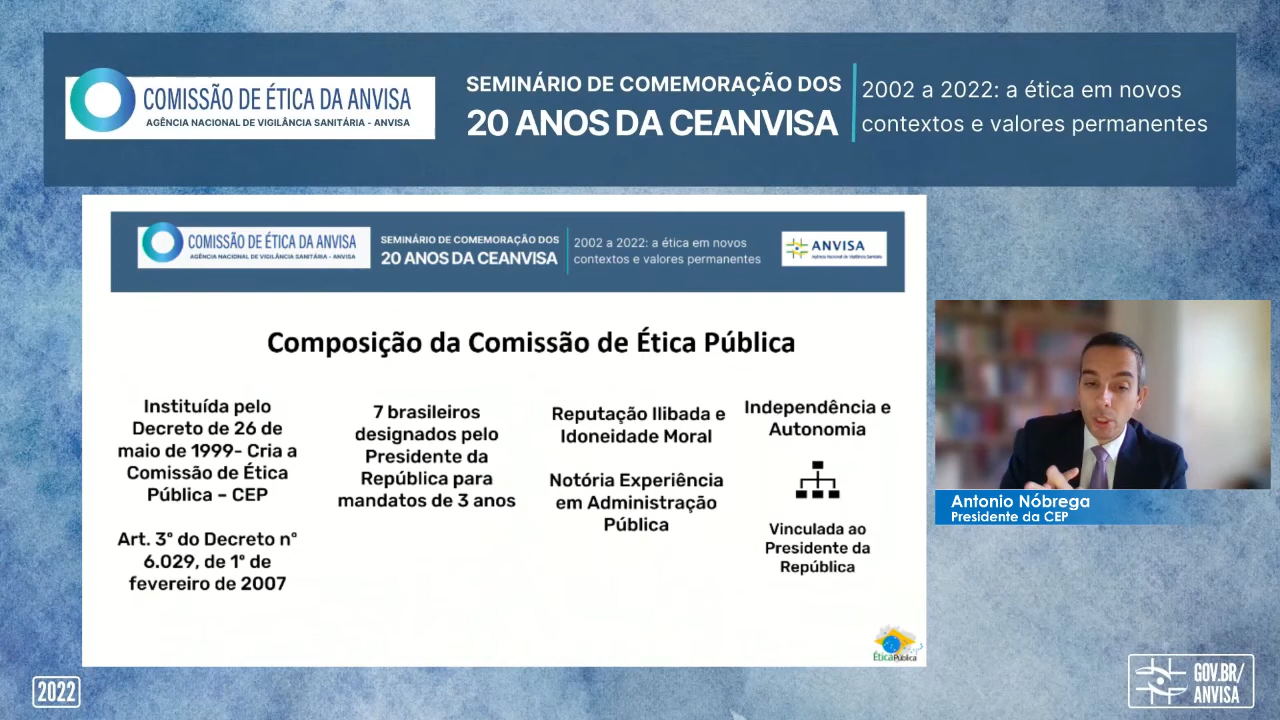 COMISSÃO DE ÉTICA DA ANVISA
AGÊNCIA NACIONAL DE VIGILÂNCIA SANITÁRIA - ANVISA
SEMINÁRIO DE COMEMORAÇÃO DOS
20 ANOS DA CEANVISA
2002 a 2022: a ética em novos
contextos e valores permanentes
COMISSÃO DE ÉTICA DA ANVISA
AGÊNCIA NACIONAL DE VIGILÂNCIA SANITÁRIA - ANVISA
SEMINÁRIO DE COMEMORAÇÃO DOS
20 ANOS DA CEANVISA
2002 a 2022: a ética em novos
contextos e valores permanentes
ANVISA
Agência Nacional de Vigilância Sanitária
Composição da Comissão de Ética Pública
Instituída pelo
Decreto de 26 de
maio de 1999- Cria a
Comissão de Ética
Pública – CEP
Art. 3º do Decreto nº
6.029, de 1º de
fevereiro de 2007
7 brasileiros
designados pelo
Presidente da
República para
mandatos de 3 anos
Reputação Ilibada e
Idoneidade Moral
Notória Experiência
em Administração
Pública
Independência e
Autonomia
Vinculada ao
Presidente da
República
ÉticaPública
Antonio Nóbrega
Presidente da CEP
2022
GOV.BR/
ANVISA